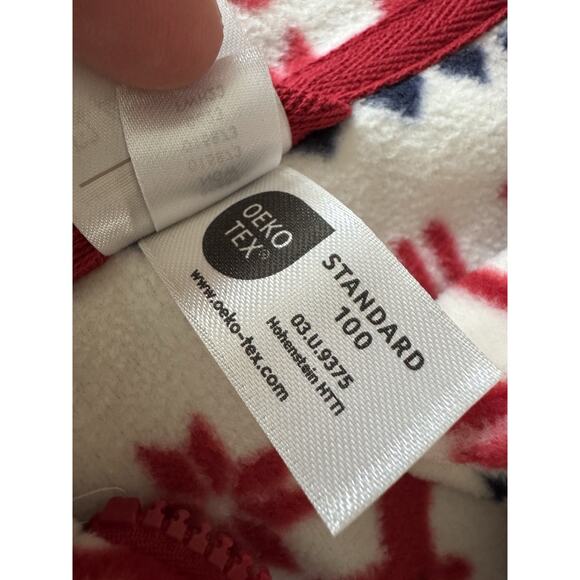 OEKO
TEX®
STANDARD
100
03.U.9375
Hohenstein HTTI
www.oeko-tex.com